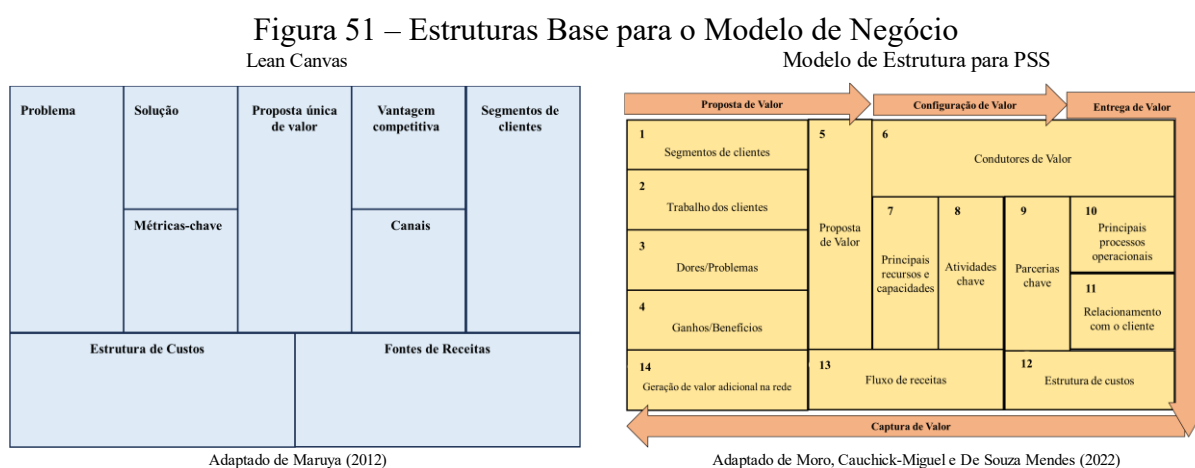 Figura 51 – Estruturas Base para o Modelo de Negócio
Lean Canvas
Problema
Solução
Proposta única
de valor
Vantagem
competitiva
Segmentos de
clientes
Métricas-chave
Canais
Estrutura de Custos
Fontes de Receitas
Adaptado de Maruya (2012)
Modelo de Estrutura para PSS
Proposta de Valor
Configuração de Valor
Entrega de Valor
1
Segmentos de clientes
2
Trabalho dos clientes
3
Dores/Problemas
4
Ganhos/Benefícios
5
Proposta
de Valor
6
Condutores de Valor
7
Principais
recursos e
capacidades
8
Atividades
chave
9
Parcerias
chave
10
Principais
processos
operacionais
11
Relacionamento
com o cliente
14
Geração de valor adicional na rede
13
Fluxo de receitas
12
Estrutura de custos
Captura de Valor
Adaptado de Moro, Cauchick-Miguel e De Souza Mendes (2022)